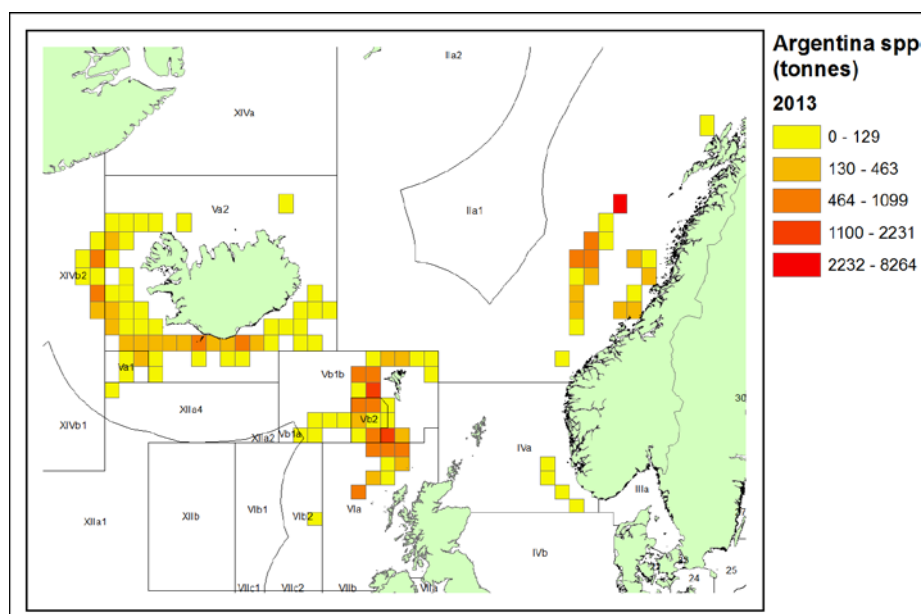 Argentina spp
(tonnes)
2013
0 - 129
130 - 463
464 - 1099
1100 - 2231
2232 - 8264
IIa2
XIVa
Va2
IIa1
XIVb2
Va1
Vb1b
XIIa4
Vb2
XIVb1
XIIa2
Vb1a
IVa
30
IIIa
XIIa1
XIIb
VIb1
VIb2
VIa
IVb
24
25
VIIc1
VIIc2
VIIb
VIIa